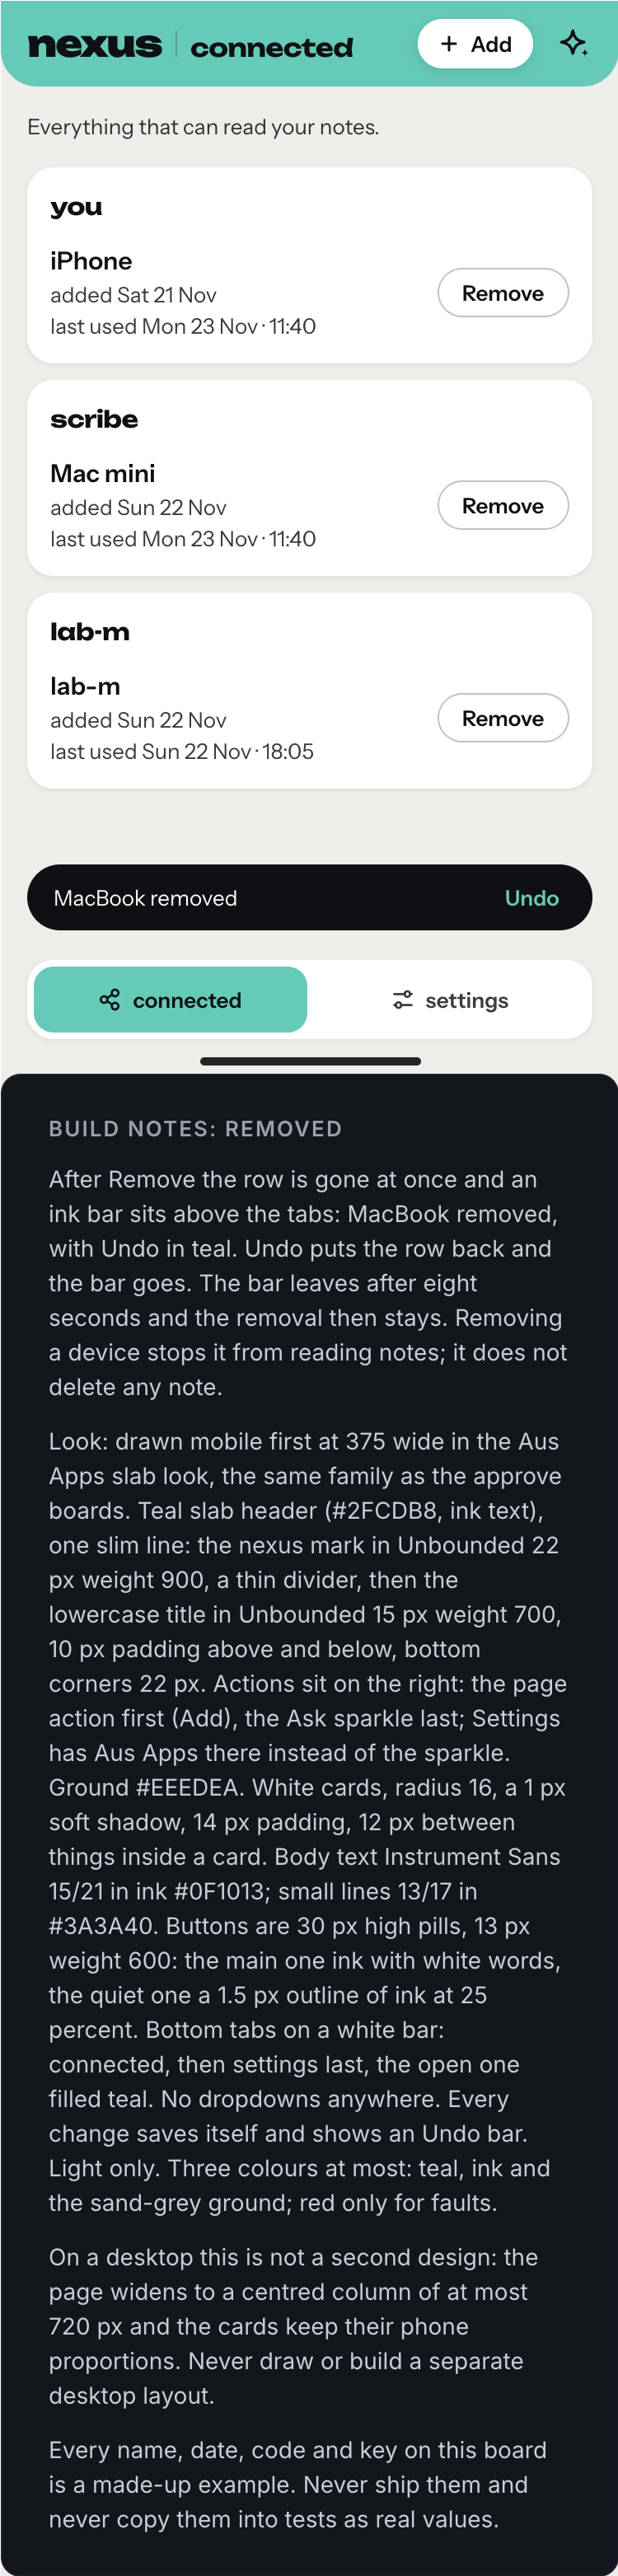 nexus connected + Add
Everything that can read your notes.
you
iPhone
added Sat 21 Nov
last used Mon 23 Nov · 11:40
Remove
scribe
Mac mini
added Sun 22 Nov
last used Mon 23 Nov · 11:40
Remove
lab-m
lab-m
added Sun 22 Nov
last used Sun 22 Nov · 18:05
Remove
MacBook removed Undo
connected settings
BUILD NOTES: REMOVED
After Remove the row is gone at once and an
ink bar sits above the tabs: MacBook removed,
with Undo in teal. Undo puts the row back and
the bar goes. The bar leaves after eight
seconds and the removal then stays. Removing
a device stops it from reading notes; it does not
delete any note.
Look: drawn mobile first at 375 wide in the Aus
Apps slab look, the same family as the approve
boards. Teal slab header (#2FCDB8, ink text),
one slim line: the nexus mark in Unbounded 22
px weight 900, a thin divider, then the
lowercase title in Unbounded 15 px weight 700,
10 px padding above and below, bottom
corners 22 px. Actions sit on the right: the page
action first (Add), the Ask sparkle last; Settings
has Aus Apps there instead of the sparkle.
Ground #EEEDEA. White cards, radius 16, a 1 px
soft shadow, 14 px padding, 12 px between
things inside a card. Body text Instrument Sans
15/21 in ink #0F1013; small lines 13/17 in
#3A3A40. Buttons are 30 px high pills, 13 px
weight 600: the main one ink with white words,
the quiet one a 1.5 px outline of ink at 25
percent. Bottom tabs on a white bar:
connected, then settings last, the open one
filled teal. No dropdowns anywhere. Every
change saves itself and shows an Undo bar.
Light only. Three colours at most: teal, ink and
the sand-grey ground; red only for faults.
On a desktop this is not a second design: the
page widens to a centred column of at most
720 px and the cards keep their phone
proportions. Never draw or build a separate
desktop layout.
Every name, date, code and key on this board
is a made-up example. Never ship them and
never copy them into tests as real values.